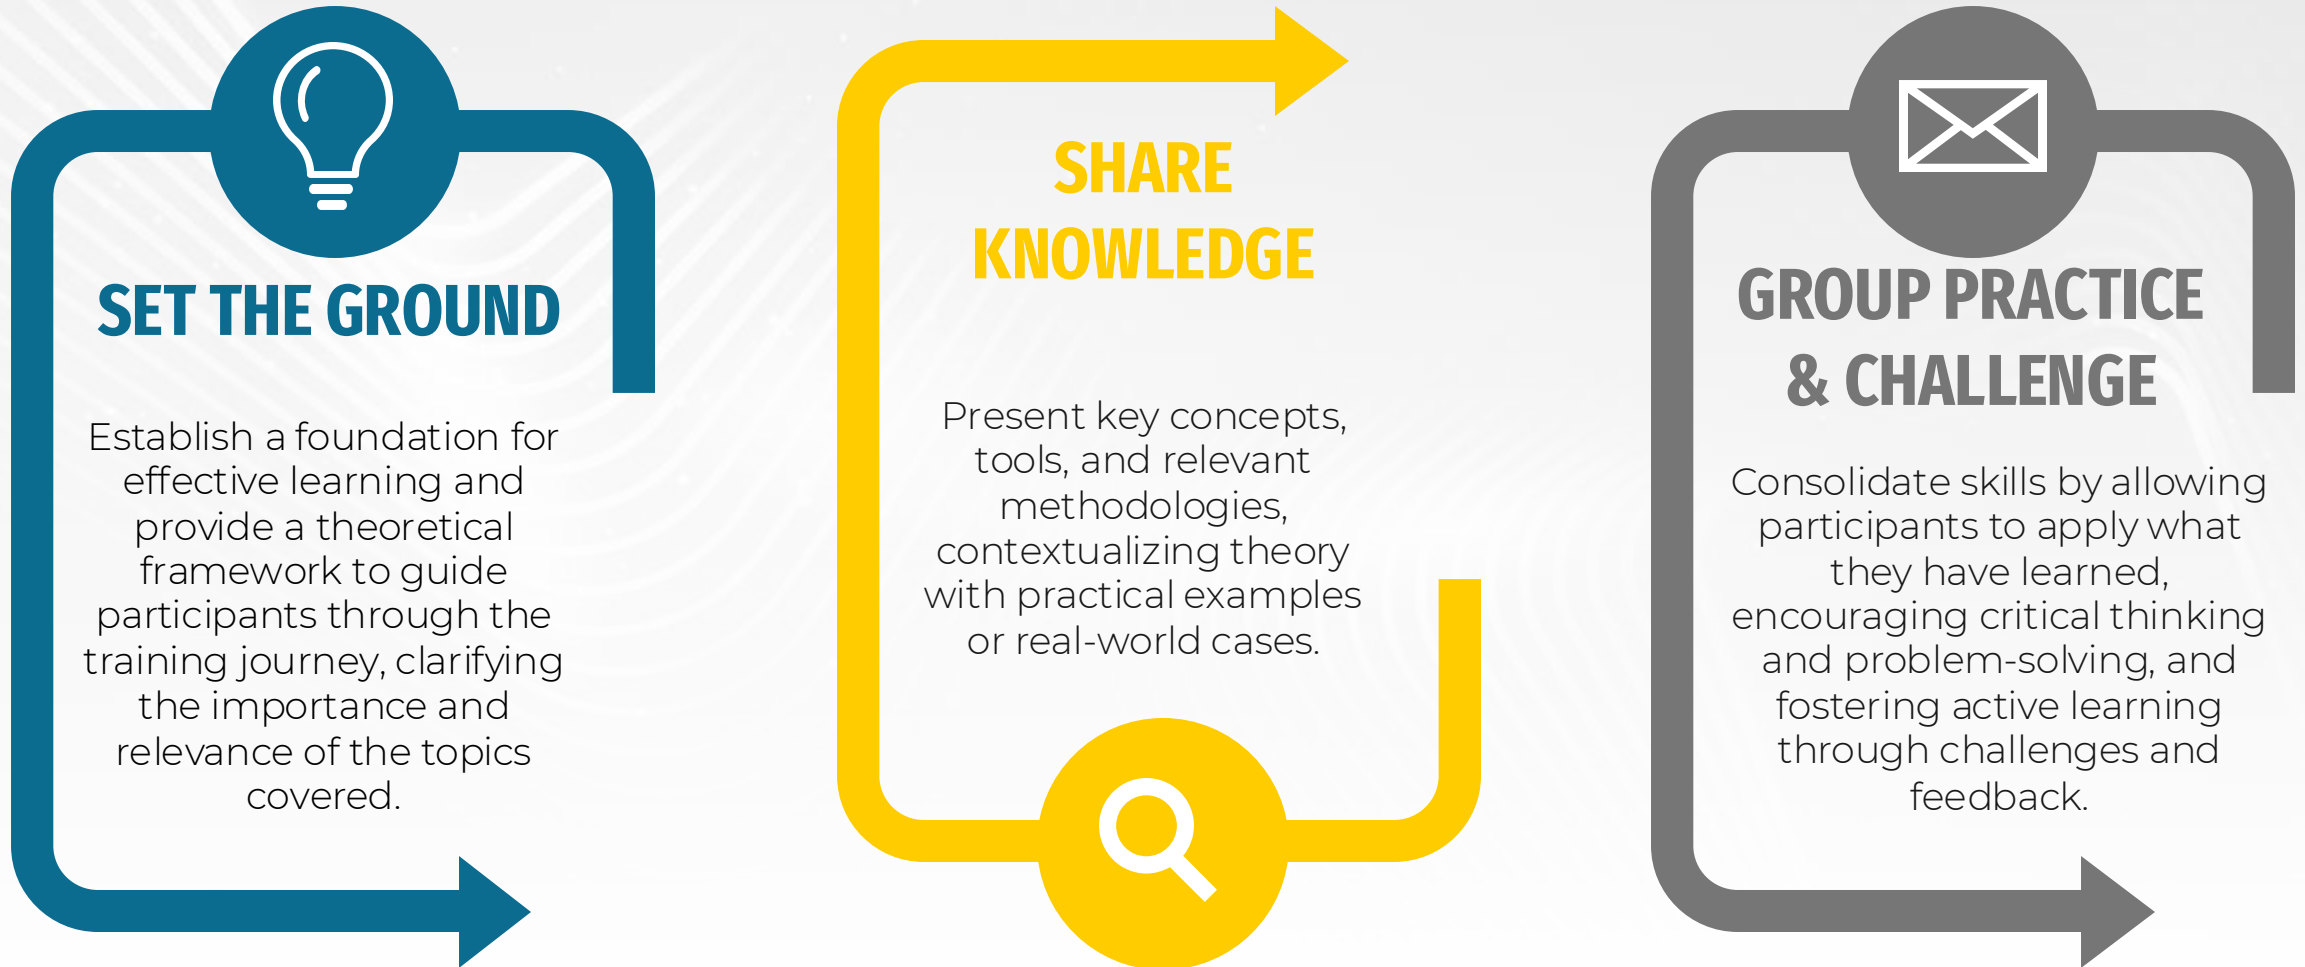 SET THE GROUND
Establish a foundation for
effective learning and
provide a theoretical
framework to guide
participants through the
training journey, clarifying
the importance and
relevance of the topics
covered.
SHARE
KNOWLEDGE
Present key concepts,
tools, and relevant
methodologies,
contextualizing theory
with practical examples
or real-world cases.
GROUP PRACTICE
& CHALLENGE
Consolidate skills by allowing
participants to apply what
they have learned,
encouraging critical thinking
and problem-solving, and
fostering active learning
through challenges and
feedback.